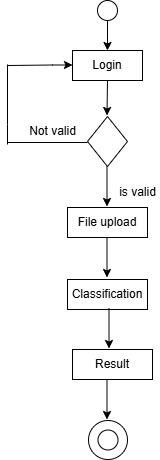 Login
Not valid
is valid
File upload
Classification
Result